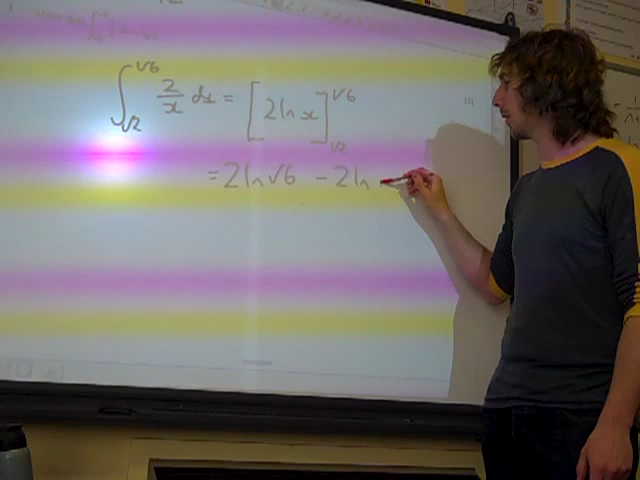 ∫_√2^√6 2/x dx = [2ln x]_√2^√6
= 2ln√6 - 2ln